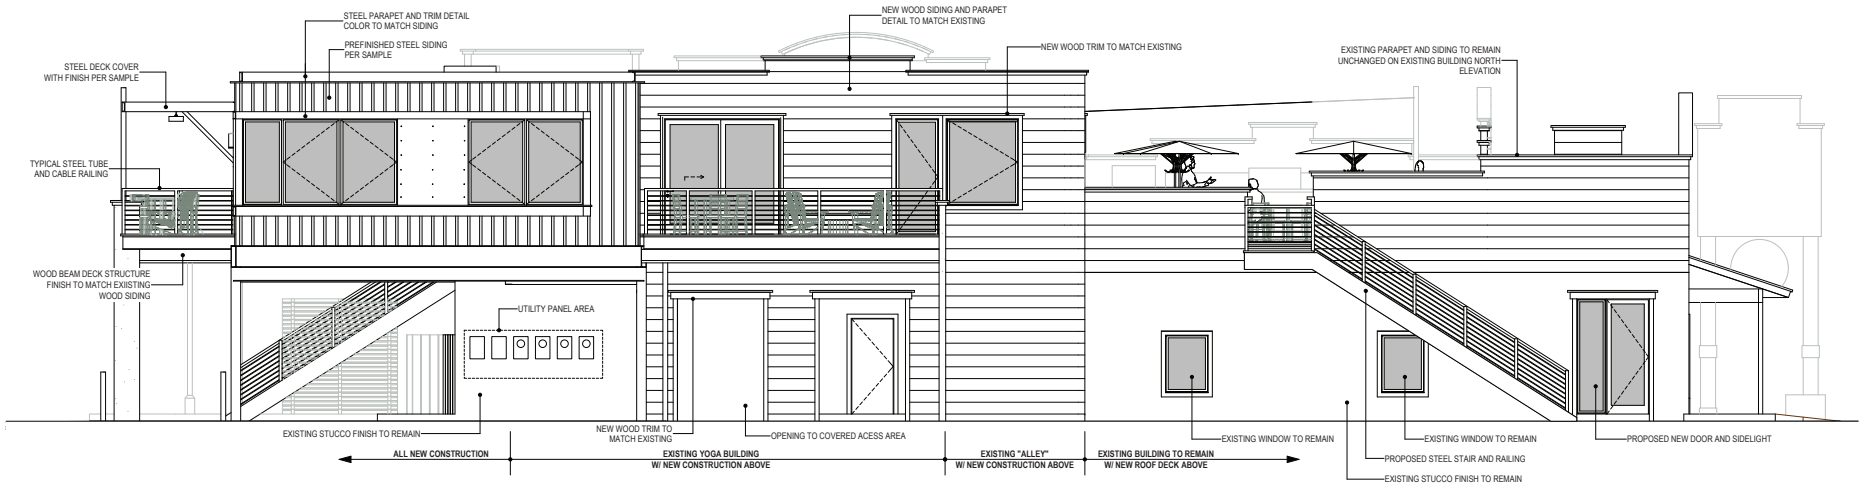 STEEL PARAPET AND TRIM DETAIL
COLOR TO MATCH SIDING
NEW WOOD SIDING AND PARAPET
DETAIL TO MATCH EXISTING
PREFINISHED STEEL SIDING
PER SAMPLE
NEW WOOD TRIM TO MATCH EXISTING
EXISTING PARAPET AND SIDING TO REMAIN
UNCHANGED ON EXISTING BUILDING NORTH
ELEVATION
STEEL DECK COVER
WITH FINISH PER SAMPLE
TYPICAL STEEL TUBE
AND CABLE RAILING
WOOD BEAM DECK STRUCTURE
FINISH TO MATCH EXIISTING
WOOD SIDING
UTILITY PANEL AREA
EXISTING STUCCO FINISH TO REMAIN
NEW WOOD TRIM TO
MATCH EXISTING
OPENING TO COVERED ACESS AREA
EXISTING WINDOW TO REMAIN
EXISTING WINDOW TO REMAIN
PROPOSED NEW DOOR AND SIDELIGHT
PROPOSED STEEL STAIR AND RAILING
EXISTING STUCCO FINISH TO REMAIN
ALL NEW CONSTRUCTION
EXISTING YOGA BUILDING
W/ NEW CONSTRUCTION ABOVE
EXISTING "ALLEY"
W/ NEW CONSTRUCTION ABOVE
EXISTING BUILDING TO REMAIN
W/ NEW ROOF DECK ABOVE